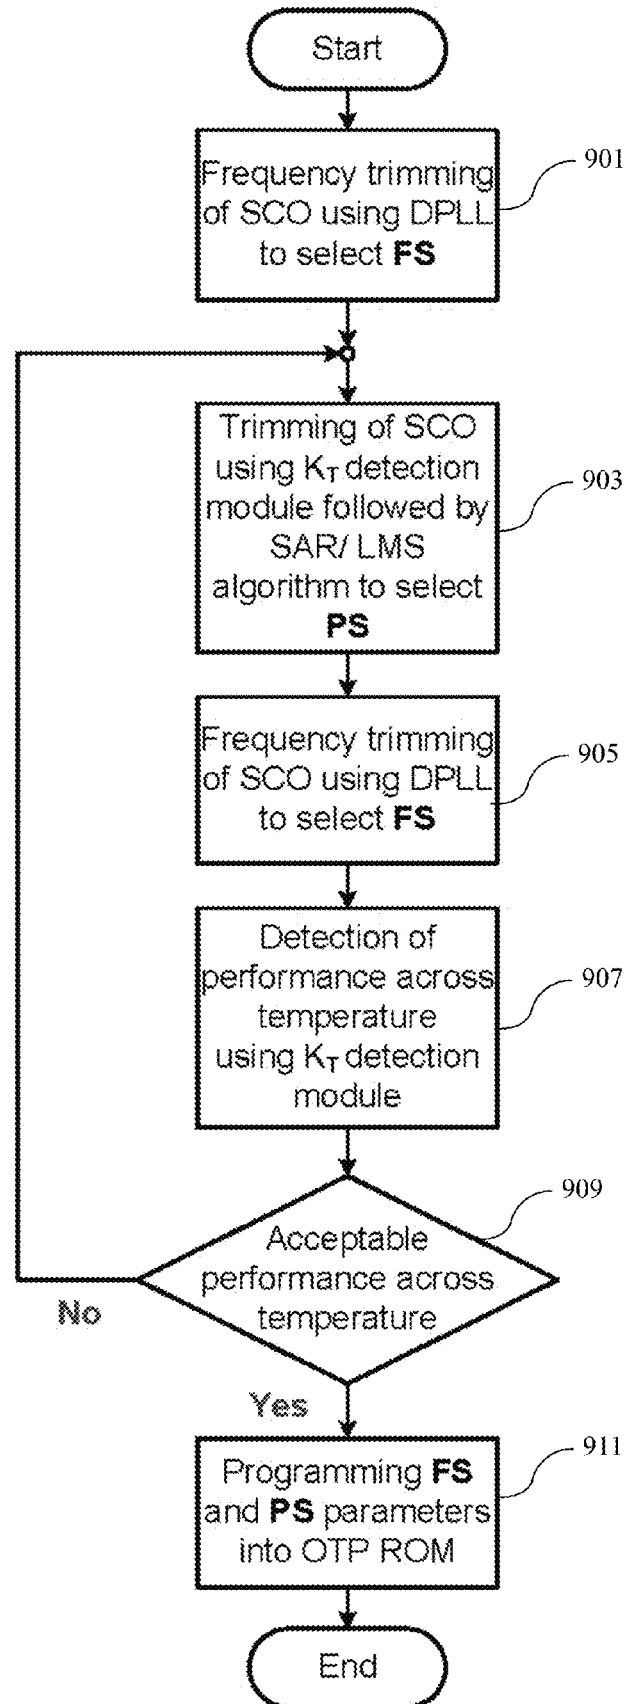 Start
Frequency trimming
of SCO using DPLL
to select FS
901
Trimming of SCO
using KT detection
module followed by
SAR/ LMS
algorithm to select
PS
903
Frequency trimming
of SCO using DPLL
to select FS
905
Detection of
performance across
temperature
using KT detection
module
907
Acceptable
performance across
temperature
909
No
Yes
Programming FS
and PS parameters
into OTP ROM
911
End